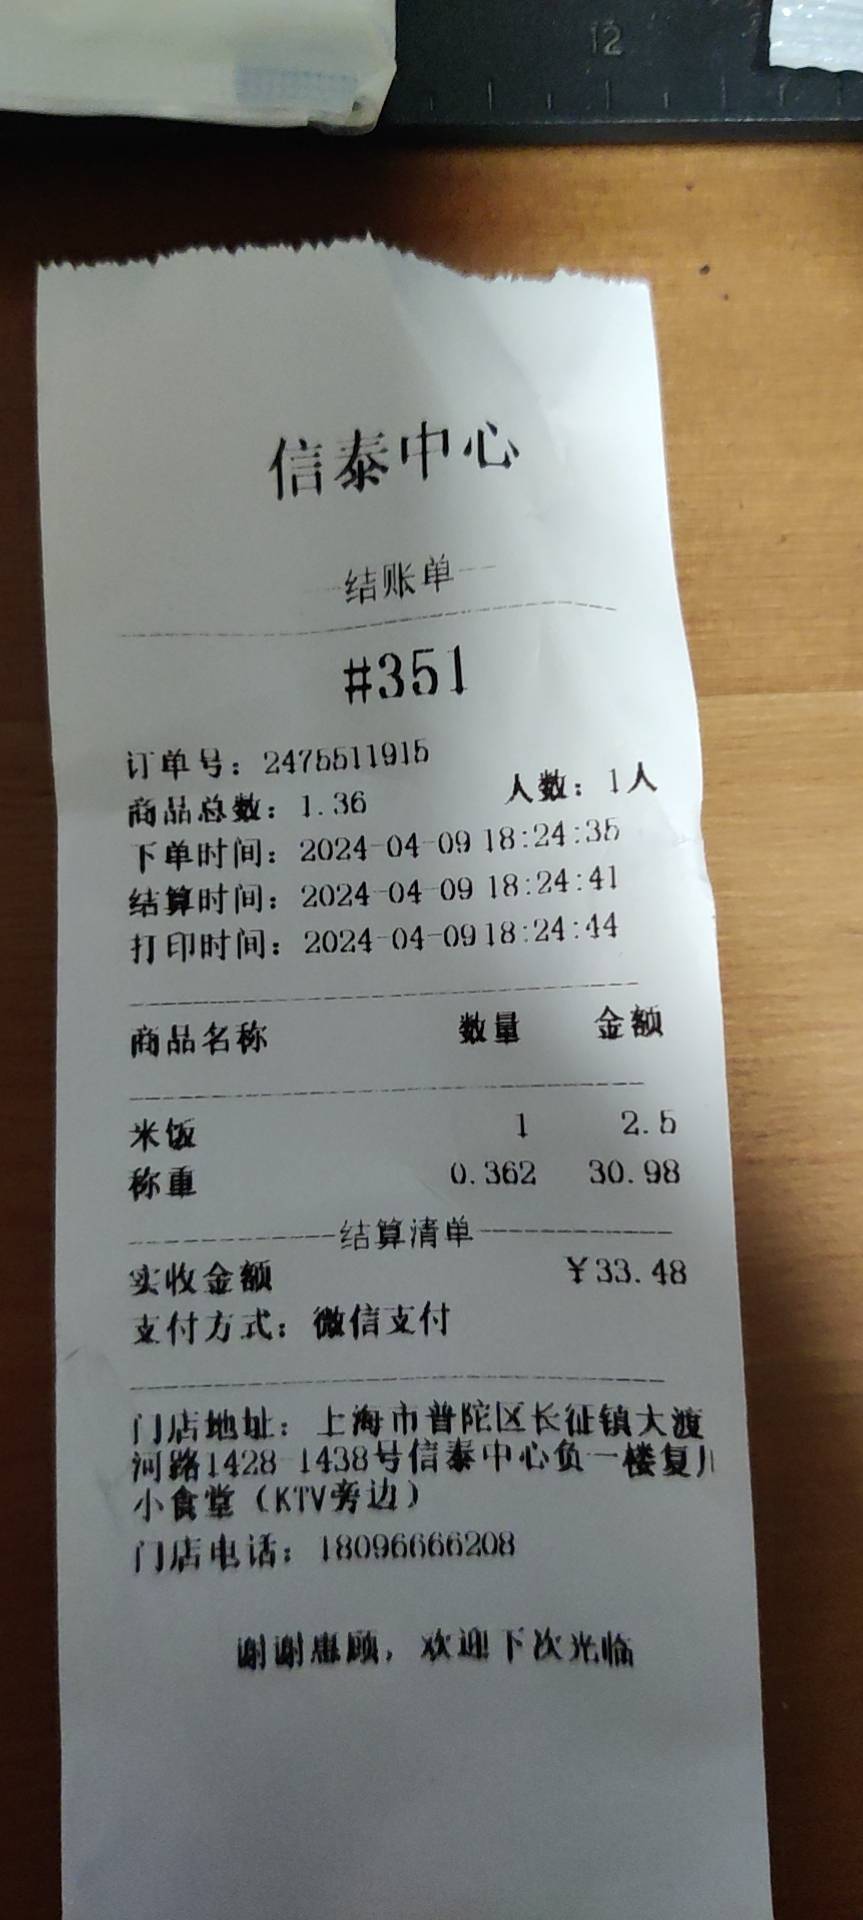 12
信泰中心
结账单
#351
订单号：2475511915
商品总数：1.36 人数：1人
下单时间：2024-04-09 18:24:35
结算时间：2024-04-09 18:24:41
打印时间：2024-04-09 18:24:44
商品名称 数量 金额
米饭 1 2.5
称重 0.362 30.98
结算清单
实收金额 ￥33.48
支付方式：微信支付
门店地址：上海市普陀区长征镇大渡
河路1428-1438号信泰中心负一楼复
小食堂（KTV旁边）
门店电话：18096666208
谢谢惠顾，欢迎下次光临